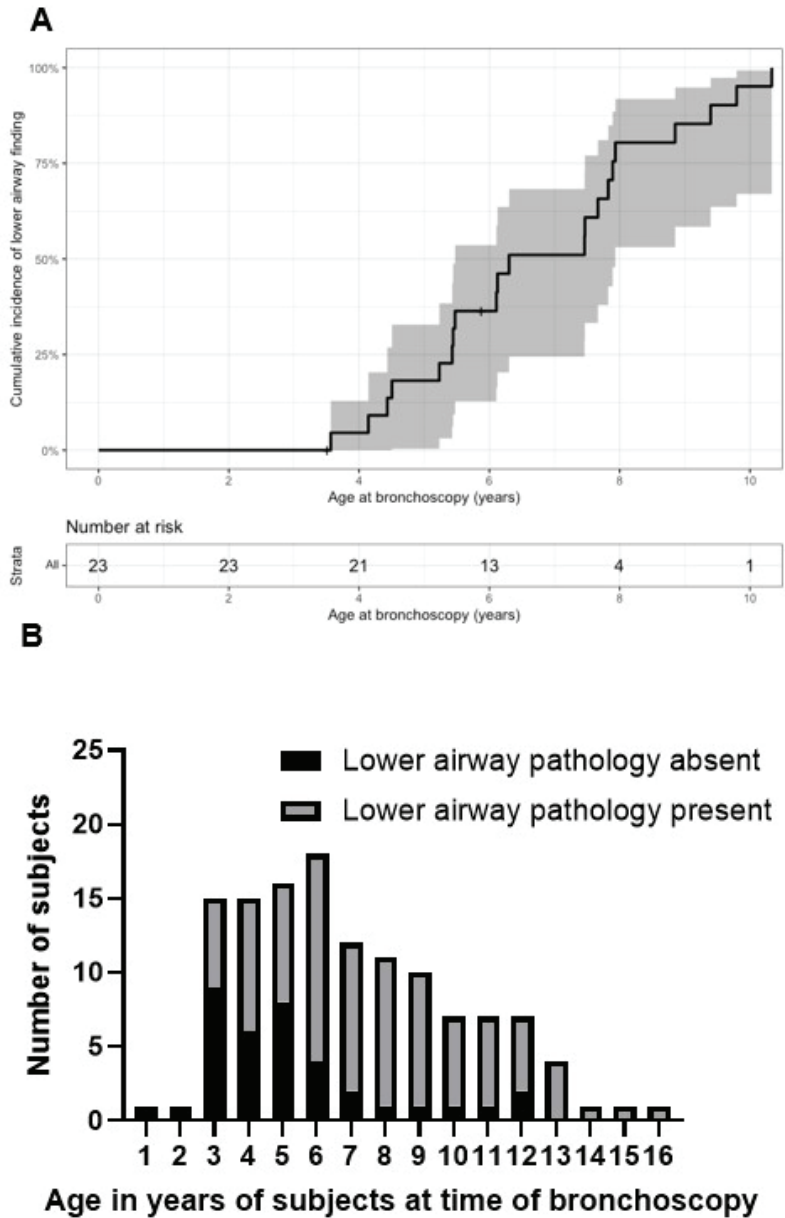 A
Cumulative incidence of lower airway finding
100%
75%
50%
25%
0%
0 2 4 6 8 10
Age at bronchoscopy (years)
Number at risk
Strata
All 23 23 21 13 4 1
0 2 4 6 8 10
Age at bronchoscopy (years)
B
Number of subjects
25
20
15
10
5
0
Lower airway pathology absent
Lower airway pathology present
1 2 3 4 5 6 7 8 9 10 11 12 13 14 15 16
Age in years of subjects at time of bronchoscopy